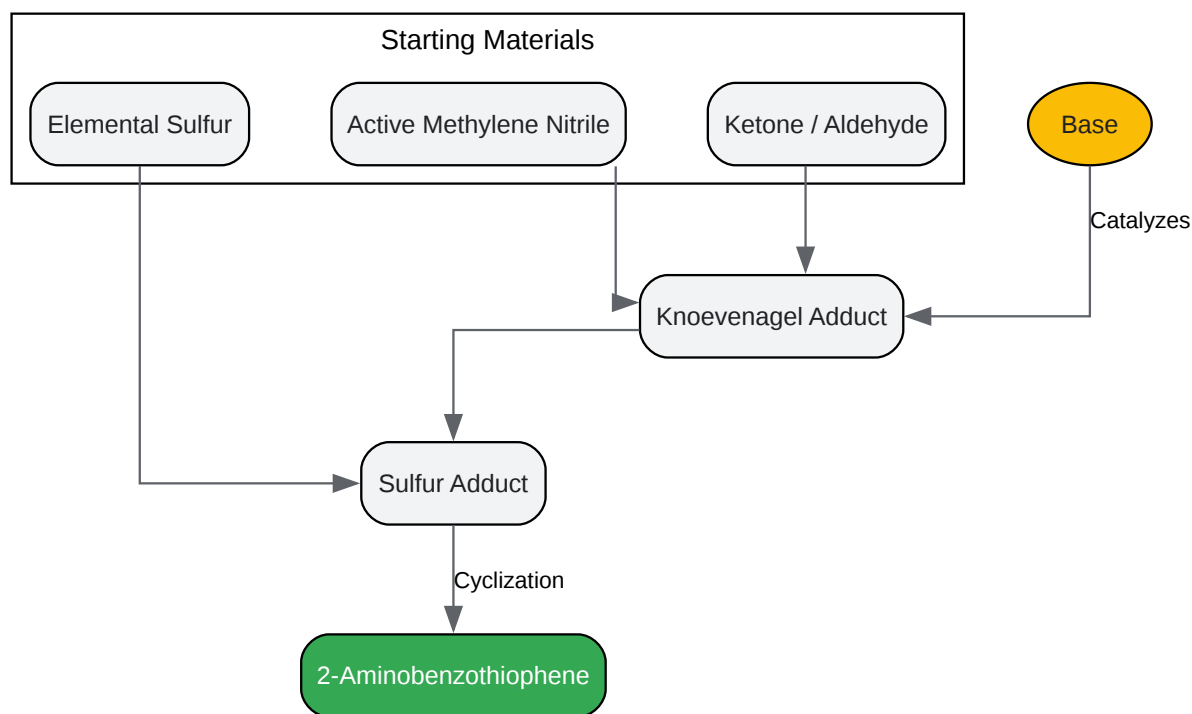 Starting Materials
Elemental Sulfur
Active Methylene Nitrile
Ketone / Aldehyde
Base
Catalyzes
Knoevenagel Adduct
Sulfur Adduct
Cyclization
2-Aminobenzothiophene